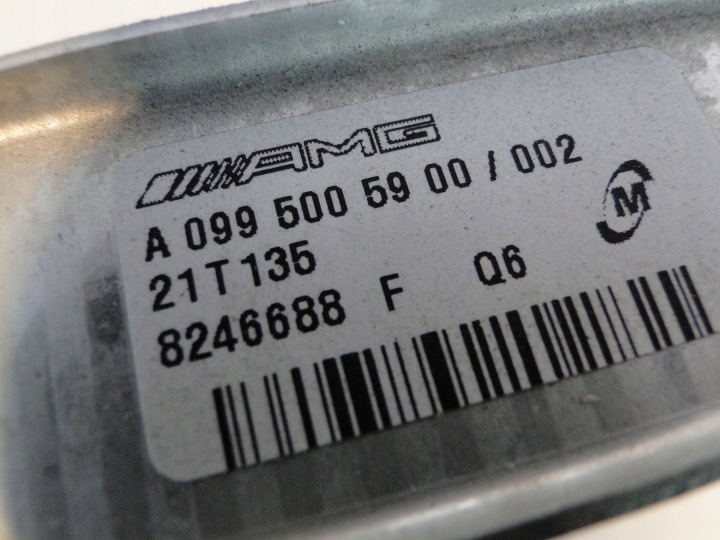 AMG
A 099 500 59 00 / 002
21T135
M
8246688 F Q6